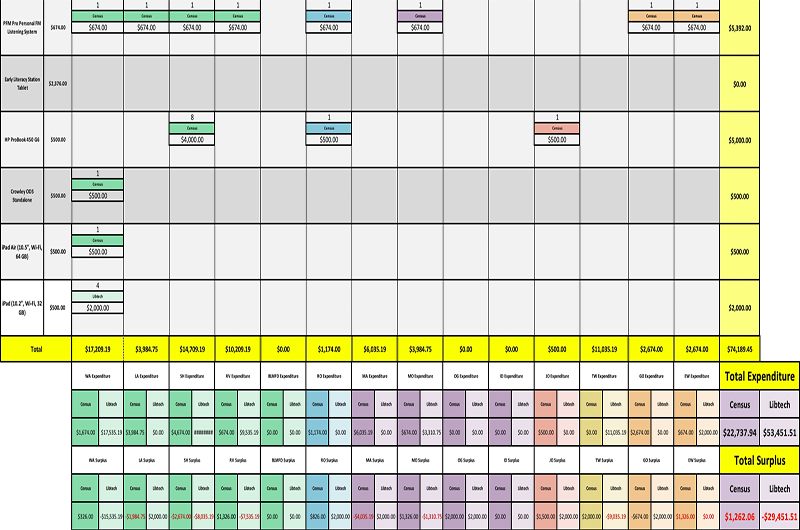 1 1 1 1 1 1 1 1
PFM Pro Personal FM Listening System $674.00 Census Census Census Census Census Census Census Census $5,392.00
$674.00 $674.00 $674.00 $674.00 $674.00 $674.00 $674.00 $674.00
Early Literacy Station Tablet $2,376.00 $0.00
8 1 1
HP ProBook 450 G6 $500.00 Census Census Census $5,000.00
$4,000.00 $500.00 $500.00
1
Crowley ODS Standalone $500.00 Census $500.00
$500.00
1
iPad Air (10.5", Wi-Fi, 64 GB) $500.00 Census $500.00
$500.00
4
iPad (10.2", Wi-Fi, 32 GB) $500.00 Libtech $2,000.00
$2,000.00
Total $17,209.19 $3,984.75 $14,709.19 $10,209.19 $0.00 $1,174.00 $6,035.19 $3,984.75 $0.00 $0.00 $500.00 $11,035.19 $2,674.00 $2,674.00 $74,189.45
WA Expenditure LA Expenditure SH Expenditure RV Expenditure BLMFD Expenditure RO Expenditure MA Expenditure MO Expenditure OG Expenditure ID Expenditure JO Expenditure TW Expenditure GO Expenditure EW Expenditure Total Expenditure
Census Libtech Census Libtech Census Libtech Census Libtech Census Libtech Census Libtech Census Libtech Census Libtech Census Libtech Census Libtech Census Libtech Census Libtech Census Libtech Census Libtech Census Libtech
$1,674.00 $17,535.19 $3,984.75 $0.00 $4,674.00 ######## $674.00 $9,535.19 $0.00 $0.00 $1,174.00 $0.00 $6,035.19 $0.00 $674.00 $3,310.75 $0.00 $0.00 $0.00 $0.00 $500.00 $0.00 $0.00 $11,035.19 $2,674.00 $0.00 $674.00 $2,000.00 $22,737.94 $53,451.51
WA Surplus LA Surplus SH Surplus RV Surplus BLMFD Surplus RO Surplus MA Surplus MO Surplus OG Surplus ID Surplus JO Surplus TW Surplus GO Surplus EW Surplus Total Surplus
Census Libtech Census Libtech Census Libtech Census Libtech Census Libtech Census Libtech Census Libtech Census Libtech Census Libtech Census Libtech Census Libtech Census Libtech Census Libtech Census Libtech Census Libtech
$326.00 -$15,535.19 -$1,984.75 $2,000.00 -$2,674.00 -$8,035.19 $1,326.00 -$7,535.19 $0.00 $0.00 $826.00 $2,000.00 -$4,035.19 $2,000.00 $1,326.00 -$1,310.75 $2,000.00 $2,000.00 $2,000.00 $2,000.00 $1,500.00 $2,000.00 $2,000.00 -$9,035.19 -$674.00 $2,000.00 $1,326.00 $0.00 $1,262.06 -$29,451.51